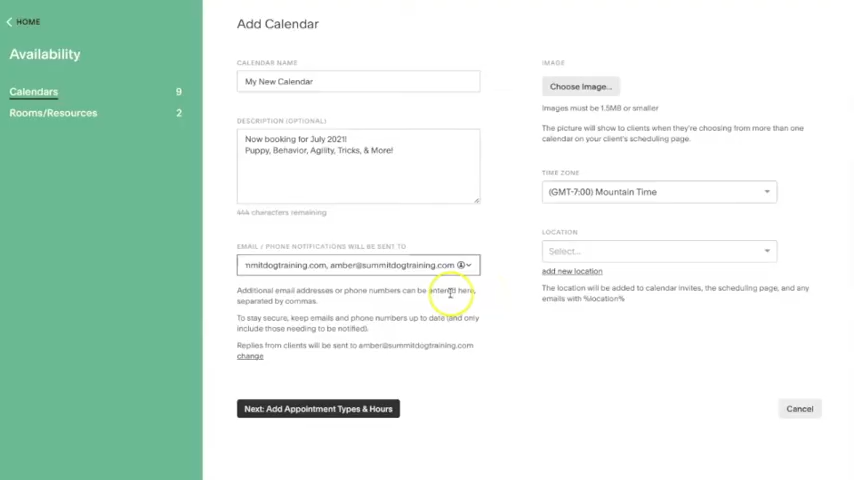 HOME
Availability
Calendars 9
Rooms/Resources 2
Add Calendar
CALENDAR NAME
My New Calendar
DESCRIPTION (OPTIONAL)
Now booking for July 2021!
Puppy, Behavior, Agility, Tricks, & More!
444 characters remaining
EMAIL / PHONE NOTIFICATIONS WILL BE SENT TO
mmitdogtraining.com, amber@summitdogtraining.com
Additional email addresses or phone numbers can be entered here,
separated by commas.
To stay secure, keep emails and phone numbers up to date (and only
include those needing to be notified).
Replies from clients will be sent to amber@summitdogtraining.com
change
Next: Add Appointment Types & Hours
IMAGE
Choose Image...
Images must be 1.5MB or smaller
The picture will show to clients when they're choosing from more than one
calendar on your client's scheduling page.
TIME ZONE
(GMT-7:00) Mountain Time
LOCATION
Select...
add new location
The location will be added to calendar invites, the scheduling page, and any
emails with %location%
Cancel